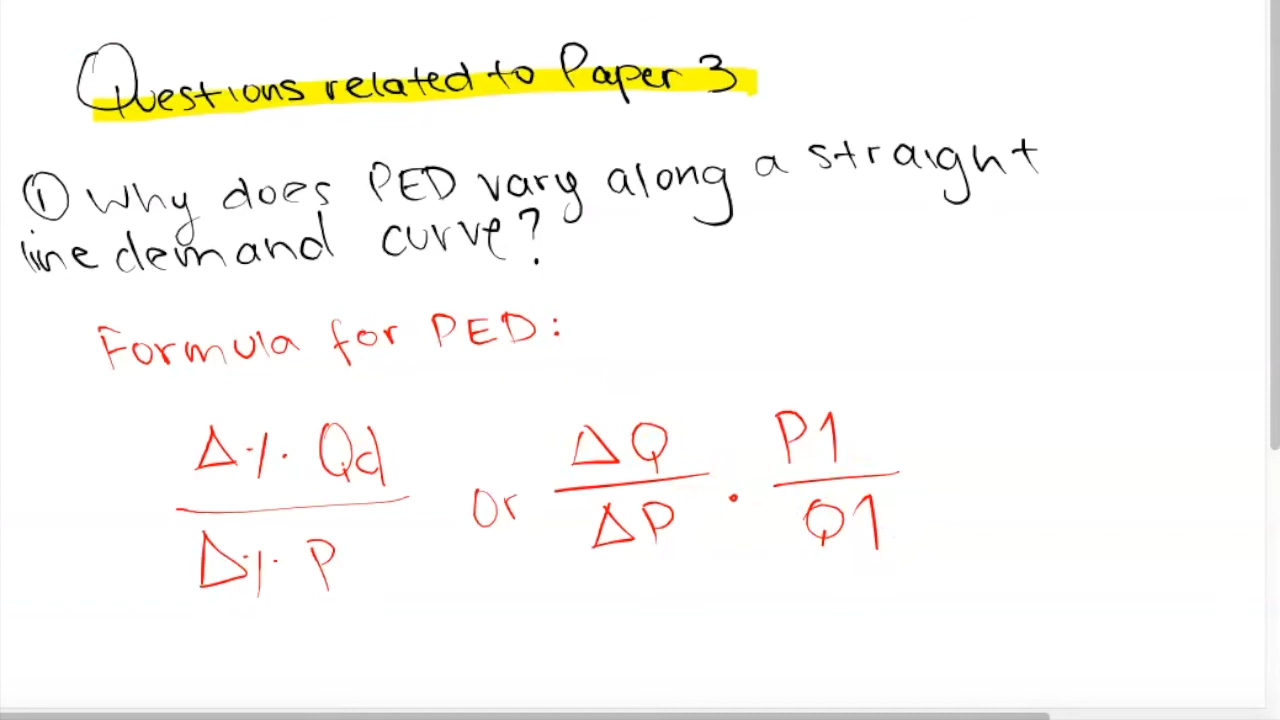 Questions related to Paper 3
① Why does PED vary along a straight
line demand curve?
Formula for PED:
Δ% Qd / Δ% P or ΔQ / ΔP · P1 / Q1